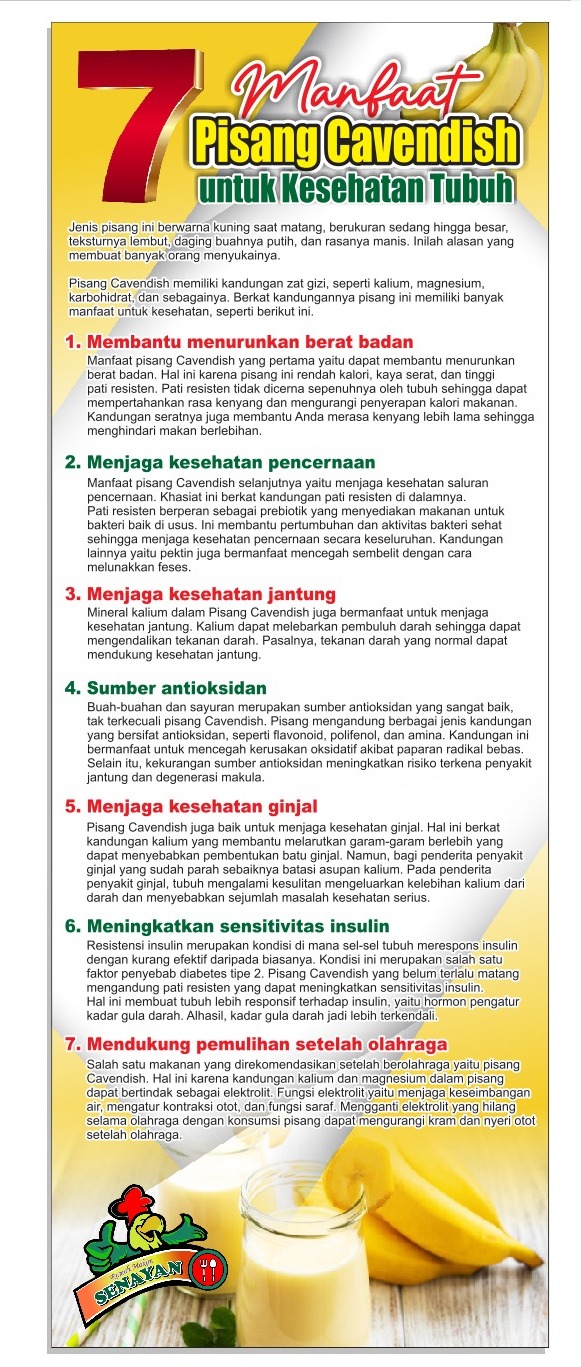 7 Manfaat
Pisang Cavendish
untuk Kesehatan Tubuh
Jenis pisang ini berwarna kuning saat matang, berukuran sedang hingga besar,
teksturnya lembut, daging buahnya putih, dan rasanya manis. Inilah alasan yang
membuat banyak orang menyukainya.
Pisang Cavendish memiliki kandungan zat gizi, seperti kalium, magnesium,
karbohidrat, dan sebagainya. Berkat kandungannya pisang ini memiliki banyak
manfaat untuk kesehatan, seperti berikut ini.
1. Membantu menurunkan berat badan
Manfaat pisang Cavendish yang pertama yaitu dapat membantu menurunkan
berat badan. Hal ini karena pisang ini rendah kalori, kaya serat, dan tinggi
pati resisten. Pati resisten tidak dicerna sepenuhnya oleh tubuh sehingga dapat
mempertahankan rasa kenyang dan mengurangi penyerapan kalori makanan.
Kandungan seratnya juga membantu Anda merasa kenyang lebih lama sehingga
menghindari makan berlebihan.
2. Menjaga kesehatan pencernaan
Manfaat pisang Cavendish selanjutnya yaitu menjaga kesehatan saluran
pencernaan. Khasiat ini berkat kandungan pati resisten di dalamnya.
Pati resisten berperan sebagai prebiotik yang menyediakan makanan untuk
bakteri baik di usus. Ini membantu pertumbuhan dan aktivitas bakteri sehat
sehingga menjaga kesehatan pencernaan secara keseluruhan. Kandungan
lainnya yaitu pektin juga bermanfaat mencegah sembelit dengan cara
melunakkan feses.
3. Menjaga kesehatan jantung
Mineral kalium dalam Pisang Cavendish juga bermanfaat untuk menjaga
kesehatan jantung. Kalium dapat melebarkan pembuluh darah sehingga dapat
mengendalikan tekanan darah. Pasalnya, tekanan darah yang normal dapat
mendukung kesehatan jantung.
4. Sumber antioksidan
Buah-buahan dan sayuran merupakan sumber antioksidan yang sangat baik,
tak terkecuali pisang Cavendish. Pisang mengandung berbagai jenis kandungan
yang bersifat antioksidan, seperti flavonoid, polifenol, dan amina. Kandungan ini
bermanfaat untuk mencegah kerusakan oksidatif akibat paparan radikal bebas.
Selain itu, kekurangan sumber antioksidan meningkatkan risiko terkena penyakit
jantung dan degenerasi makula.
5. Menjaga kesehatan ginjal
Pisang Cavendish juga baik untuk menjaga kesehatan ginjal. Hal ini berkat
kandungan kalium yang membantu melarutkan garam-garam berlebih yang
dapat menyebabkan pembentukan batu ginjal. Namun, bagi penderita penyakit
ginjal yang sudah parah sebaiknya batasi asupan kalium. Pada penderita
penyakit ginjal, tubuh mengalami kesulitan mengeluarkan kelebihan kalium dari
darah dan menyebabkan sejumlah masalah kesehatan serius.
6. Meningkatkan sensitivitas insulin
Resistensi insulin merupakan kondisi di mana sel-sel tubuh merespons insulin
dengan kurang efektif daripada biasanya. Kondisi ini merupakan salah satu
faktor penyebab diabetes tipe 2. Pisang Cavendish yang belum terlalu matang
mengandung pati resisten yang dapat meningkatkan sensitivitas insulin.
Hal ini membuat tubuh lebih responsif terhadap insulin, yaitu hormon pengatur
kadar gula darah. Alhasil, kadar gula darah jadi lebih terkendali.
7. Mendukung pemulihan setelah olahraga
Salah satu makanan yang direkomendasikan setelah berolahraga yaitu pisang
Cavendish. Hal ini karena kandungan kalium dan magnesium dalam pisang
dapat bertindak sebagai elektrolit. Fungsi elektrolit yaitu menjaga keseimbangan
air, mengatur kontraksi otot, dan fungsi saraf. Mengganti elektrolit yang hilang
selama olahraga dengan konsumsi pisang dapat mengurangi kram dan nyeri otot
setelah olahraga.
Rumah Makan
SENAYAN